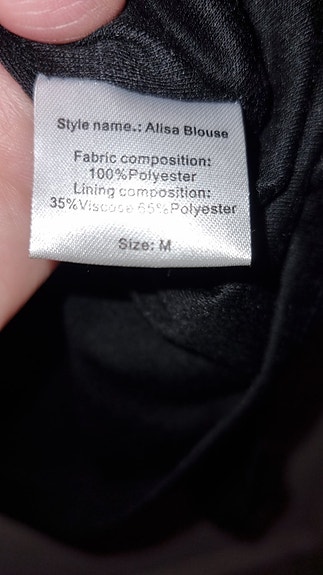 Style name.: Alisa Blouse
Fabric composition:
100%Polyester
Lining composition:
35%Viscose 65%Polyester
Size: M